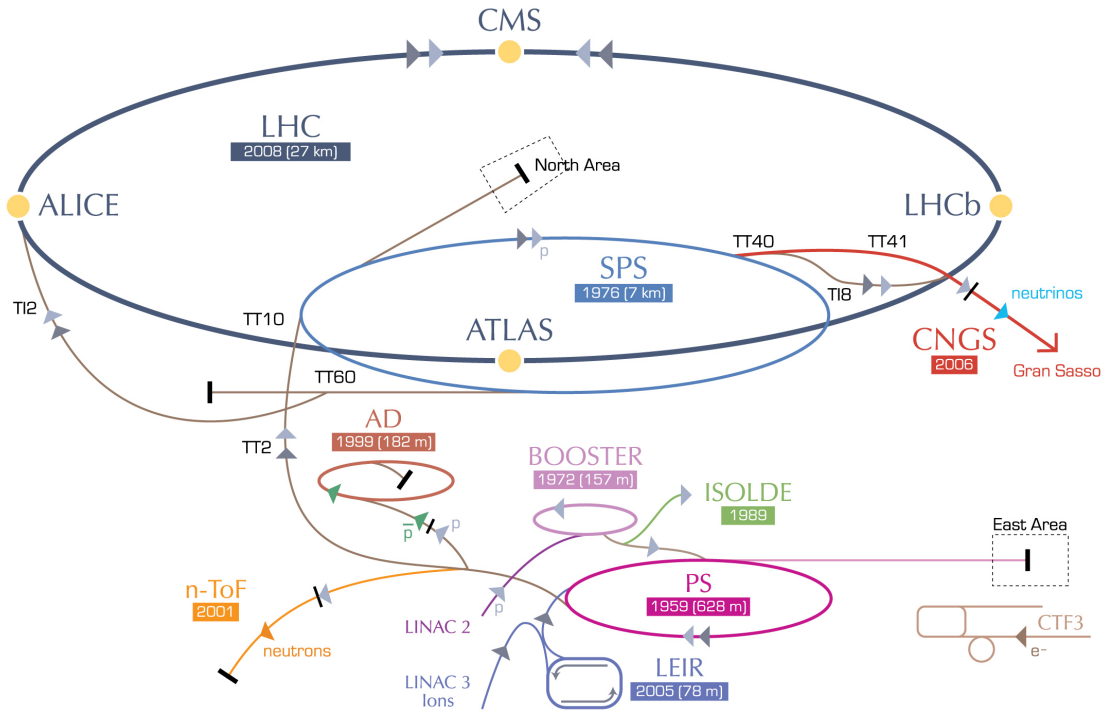 CMS
LHC
2008 (27 km)
North Area
ALICE
LHCb
TT40
TT41
SPS
1976 (7 km)
p
TI2
TI8
neutrinos
TT10
ATLAS
CNGS
2006
Gran Sasso
TT60
AD
1999 (182 m)
TT2
BOOSTER
1972 (157 m)
ISOLDE
1989
p̅
p
East Area
n-ToF
2001
PS
1959 (628 m)
p
LINAC 2
CTF3
e-
neutrons
LEIR
2005 (78 m)
LINAC 3
Ions